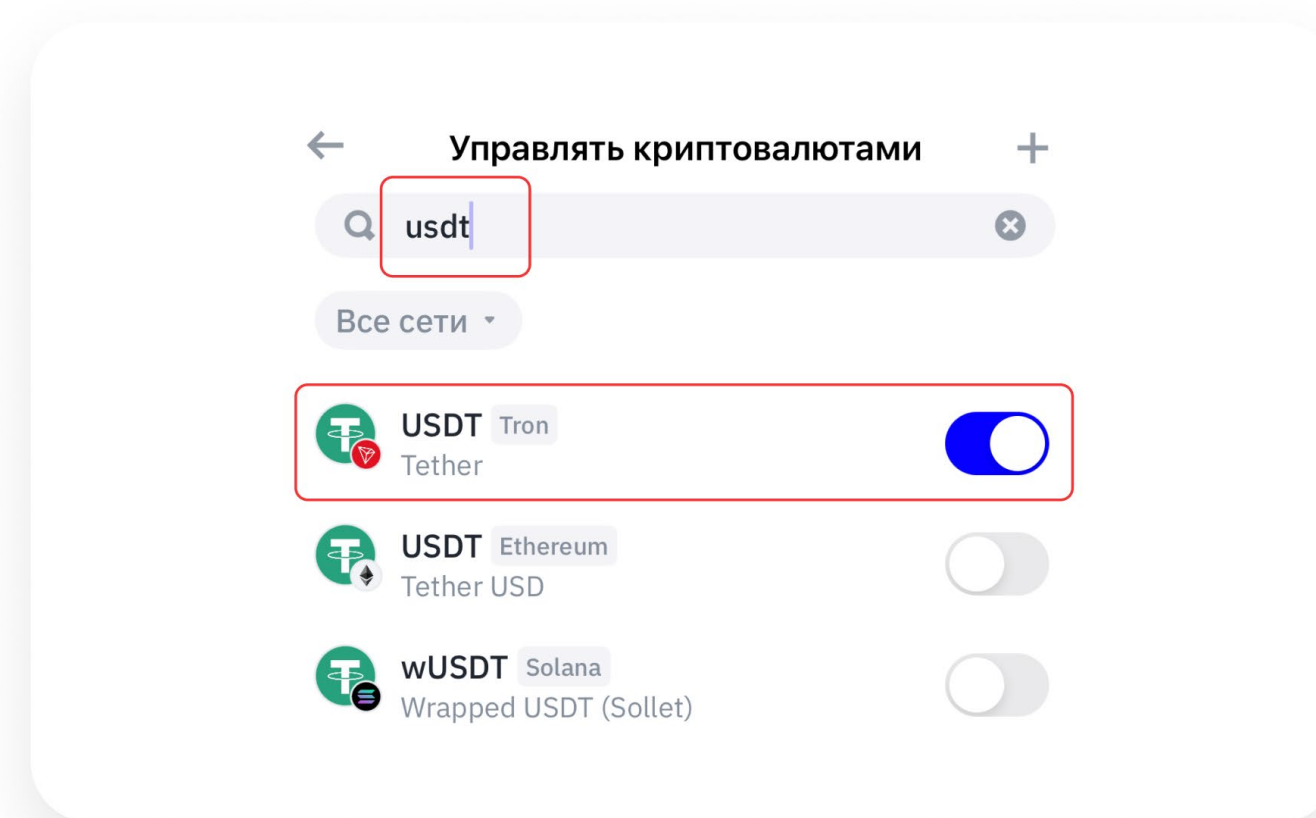 Управлять криптовалютами
usdt
Все сети
USDT Tron
Tether
USDT Ethereum
Tether USD
wUSDT Solana
Wrapped USDT (Sollet)